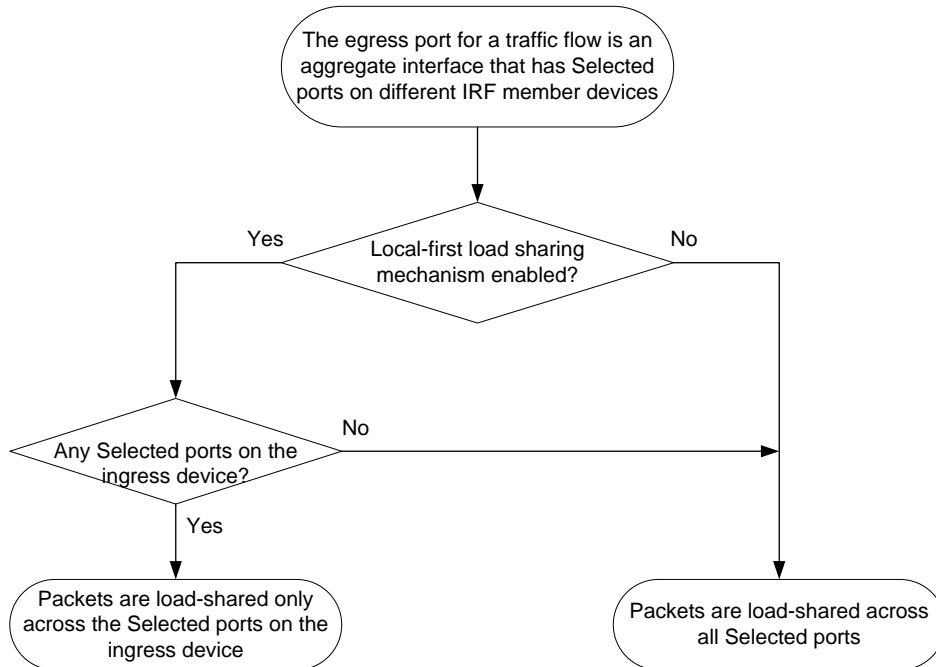 The egress port for a traffic flow is an
aggregate interface that has Selected
ports on different IRF member devices
Yes
No
Local-first load sharing
mechanism enabled?
No
Any Selected ports on the
ingress device?
Yes
Packets are load-shared only
across the Selected ports on the
ingress device
Packets are load-shared across
all Selected ports